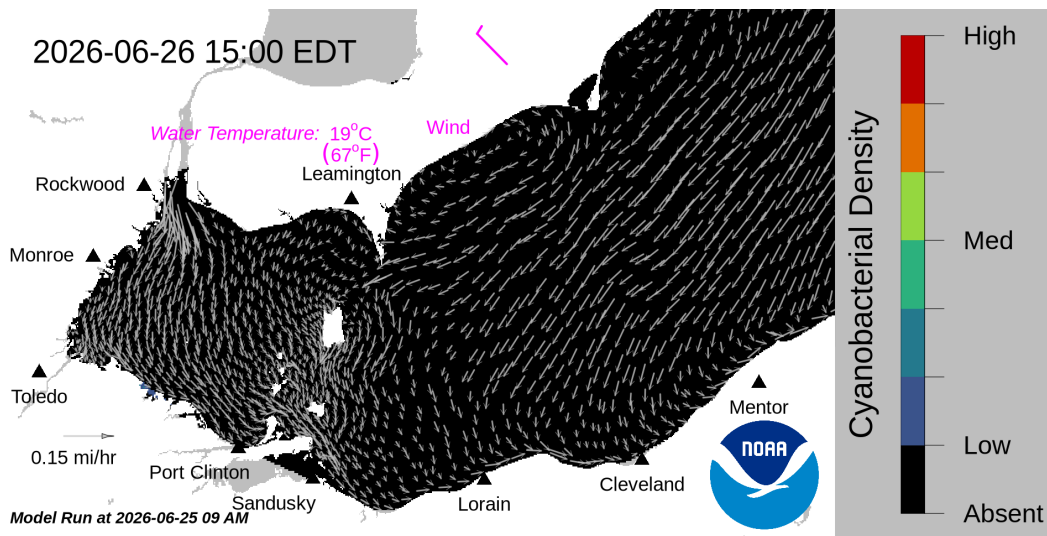 2026-06-26 15:00 EDT
Water Temperature: 19°C
(67°F)
Wind
Leamington
Rockwood
Monroe
Toledo
0.15 mi/hr
Port Clinton
Sandusky
Lorain
Cleveland
Mentor
NOAA
Model Run at 2026-06-25 09 AM
Cyanobacterial Density
High
Med
Low
Absent